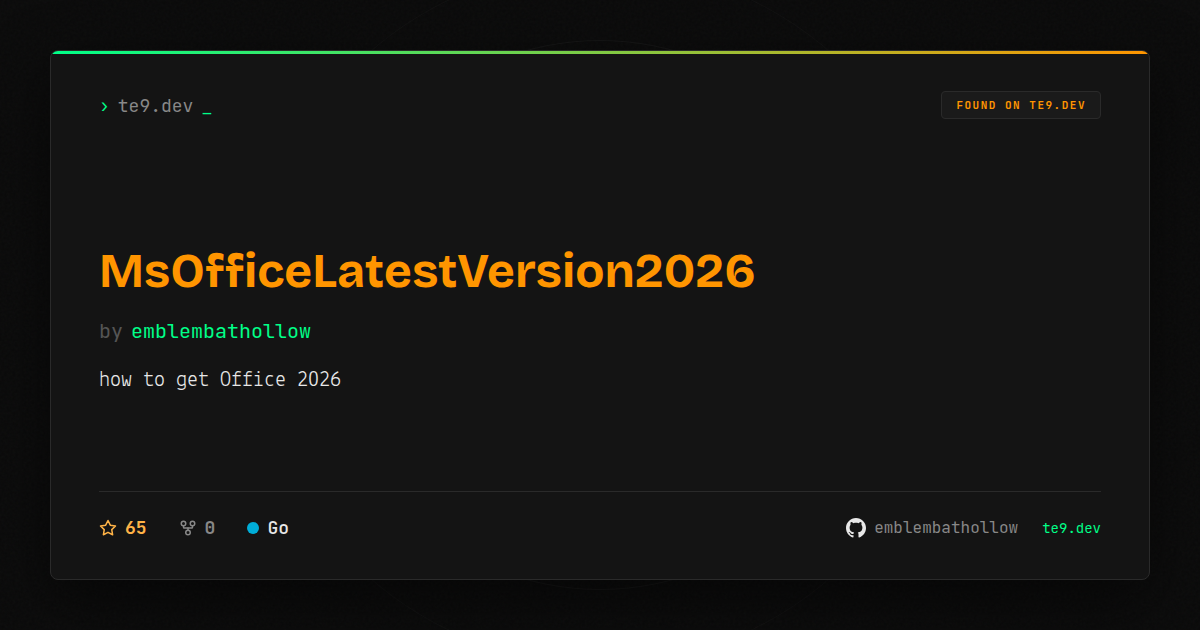 › te9.dev _
FOUND ON TE9.DEV
MsOfficeLatestVersion2026
by emblembathollow
how to get Office 2026
65 0 Go
emblembathollow te9.dev